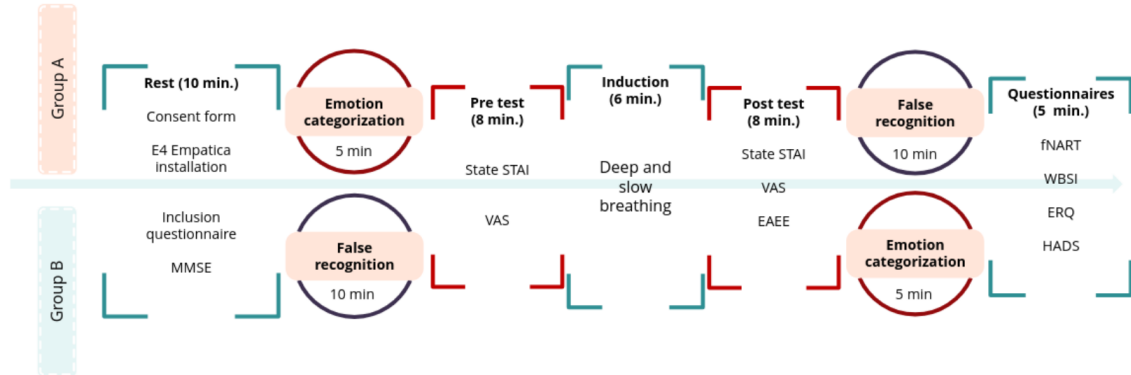 Group A
Group B
Rest (10 min.)
Consent form
E4 Empatica
installation
Inclusion
questionnaire
MMSE
Emotion
categorization
5 min
False
recognition
10 min
Pre test
(8 min.)
State STAI
VAS
Induction
(6 min.)
Deep and
slow
breathing
Post test
(8 min.)
State STAI
VAS
EAEE
False
recognition
10 min
Emotion
categorization
5 min
Questionnaires
(5 min.)
fNART
WBSI
ERQ
HADS